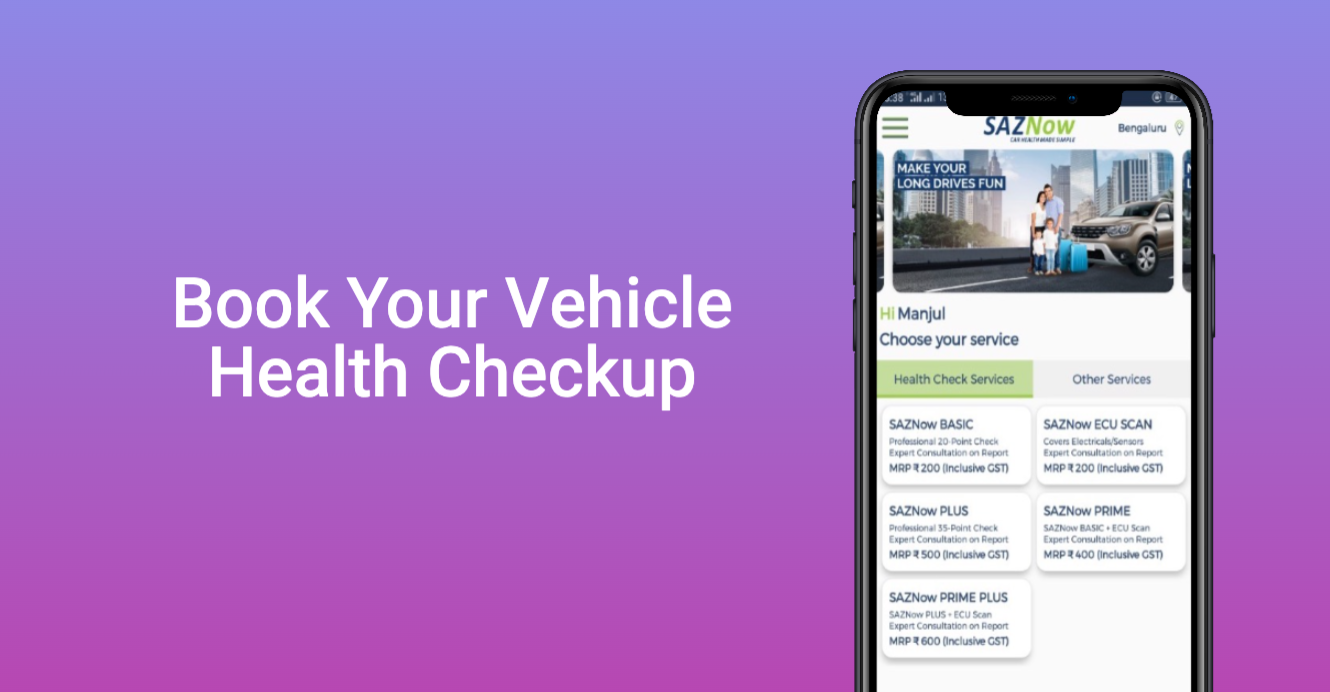 Book Your Vehicle
Health Checkup
SAZNow
CAR HEALTH MADE SIMPLE
Bengaluru
MAKE YOUR
LONG DRIVES FUN
Hi Manjul
Choose your service
Health Check Services
Other Services
SAZNow BASIC
Professional 20-Point Check
Expert Consultation on Report
MRP ₹ 200 (Inclusive GST)
SAZNow ECU SCAN
Covers Electricals/Sensors
Expert Consultation on Report
MRP ₹ 200 (Inclusive GST)
SAZNow PLUS
Professional 35-Point Check
Expert Consultation on Report
MRP ₹ 500 (Inclusive GST)
SAZNow PRIME
SAZNow BASIC + ECU Scan
Expert Consultation on Report
MRP ₹ 400 (Inclusive GST)
SAZNow PRIME PLUS
SAZNow PLUS + ECU Scan
Expert Consultation on Report
MRP ₹ 600 (Inclusive GST)